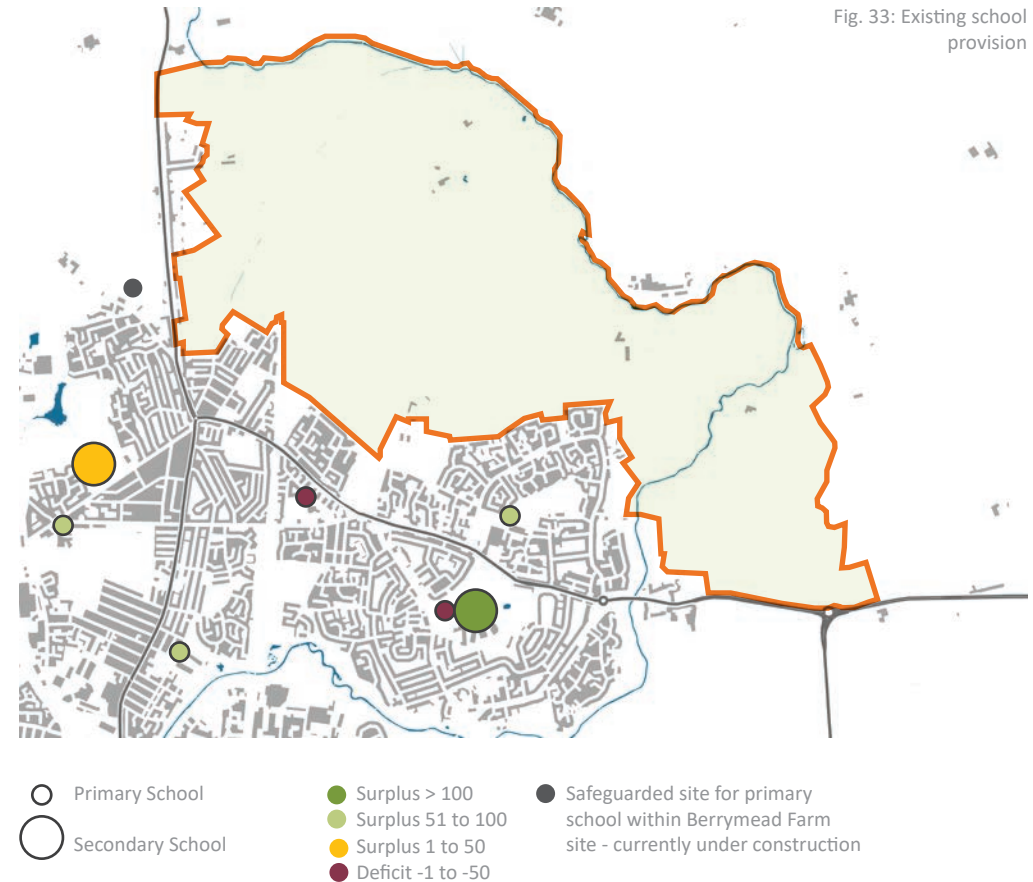 Fig. 33: Existing school
provision
Primary School
Secondary School
Surplus > 100
Surplus 51 to 100
Surplus 1 to 50
Deficit -1 to -50
Safeguarded site for primary
school within Berrymead Farm
site - currently under construction